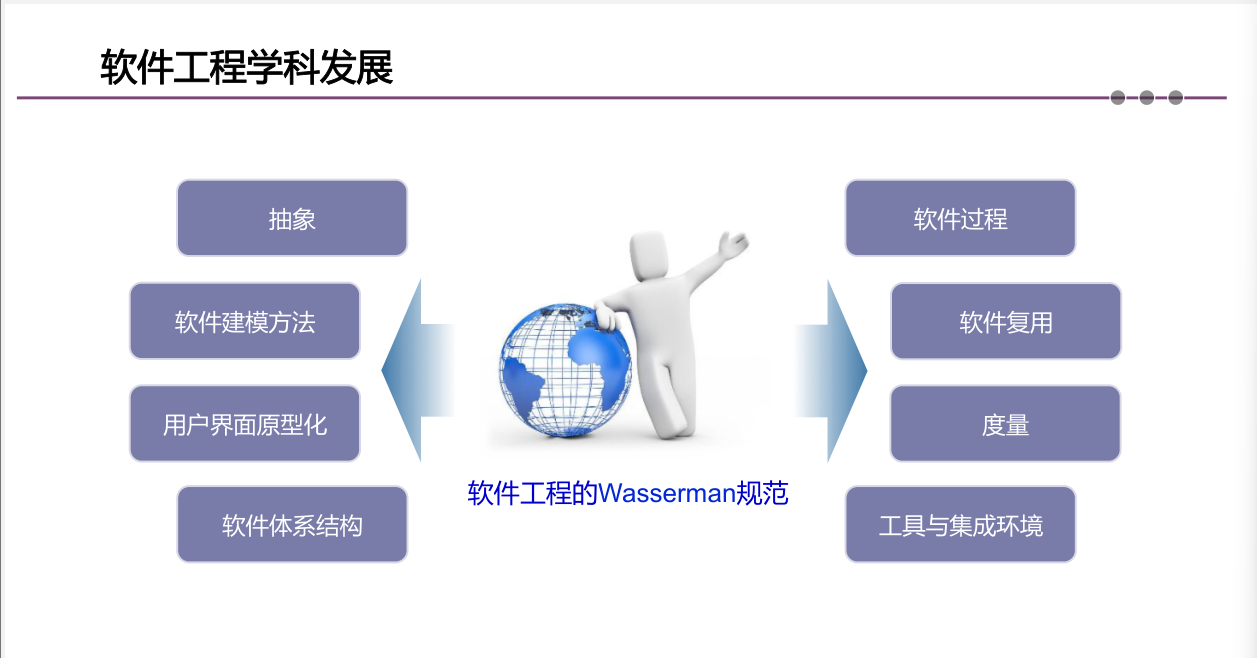 软件工程学科发展
抽象
软件建模方法
用户界面原型化
软件体系结构
软件工程的Wasserman规范
软件过程
软件复用
度量
工具与集成环境